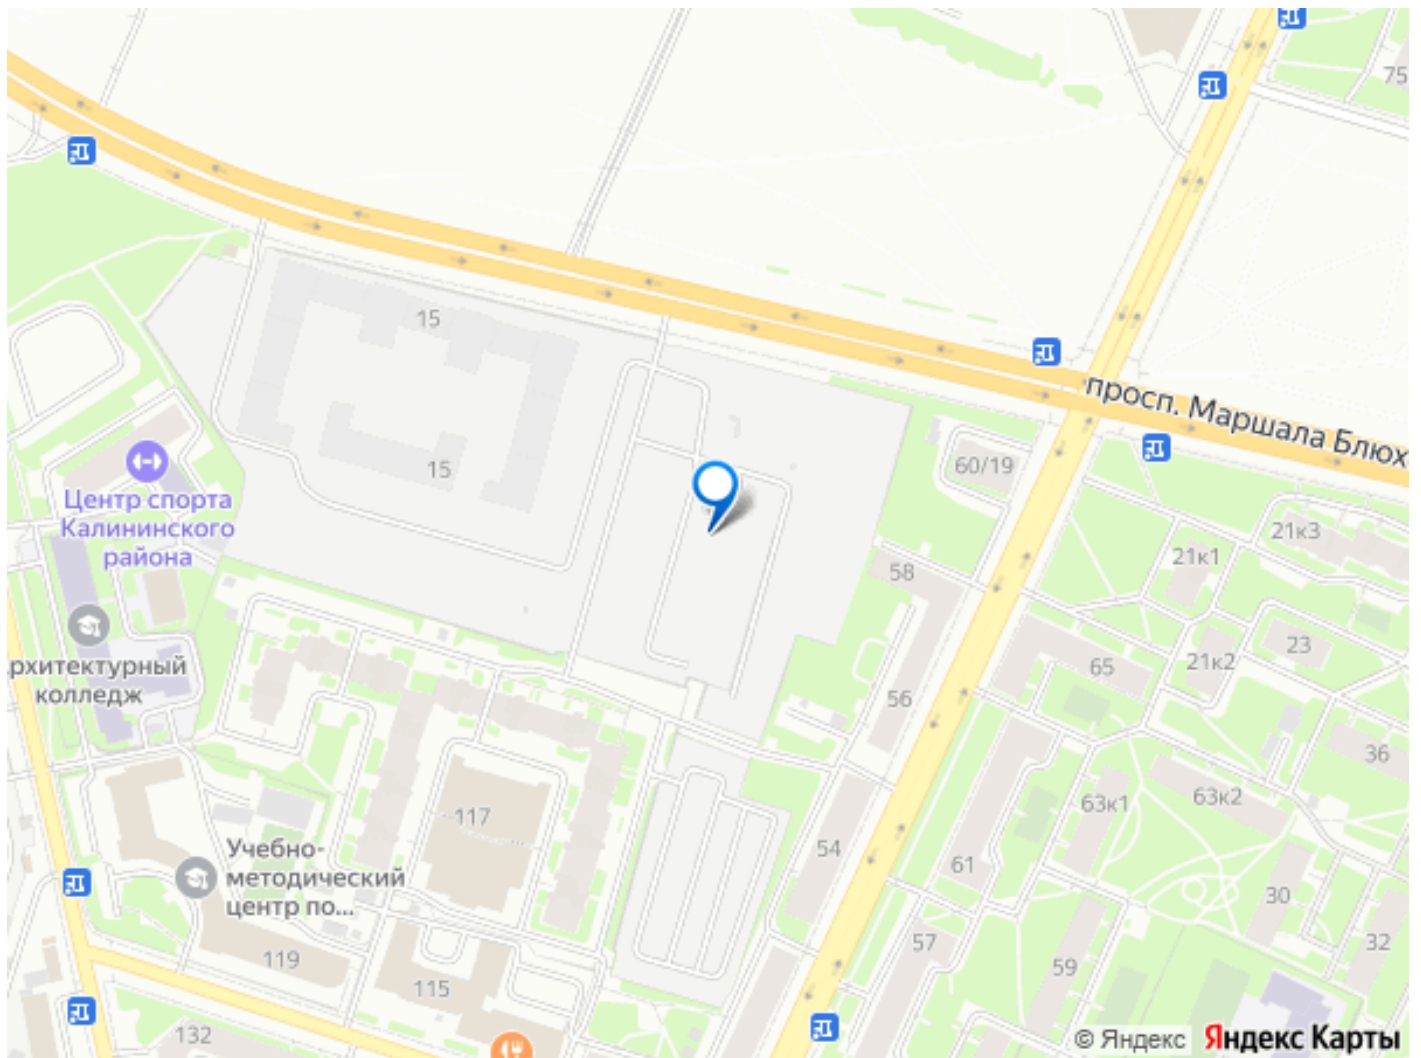 75
15
15
просп. Маршала Блюх
60/19
Центр спорта
Калининского
района
21к3
21к1
58
рхитектурный
колледж
23
21к2
65
56
36
63к1
63к2
117
54
Учебно-
методический
центр по...
61
30
32
57
59
119
115
132
© Яндекс Яндекс Карты